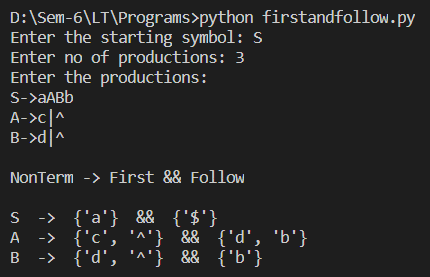 D:\Sem-6\LT\Programs>python firstandfollow.py
Enter the starting symbol: S
Enter no of productions: 3
Enter the productions:
S->aABb
A->c|^
B->d|^
NonTerm -> First && Follow
S  ->  {'a'}  &&  {'$'}
A  ->  {'c', '^'}  &&  {'d', 'b'}
B  ->  {'d', '^'}  &&  {'b'}